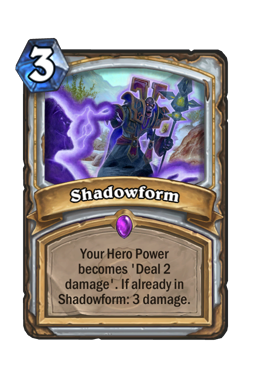 3
Shadowform
Your Hero Power
becomes 'Deal 2
damage'. If already in
Shadowform: 3 damage.